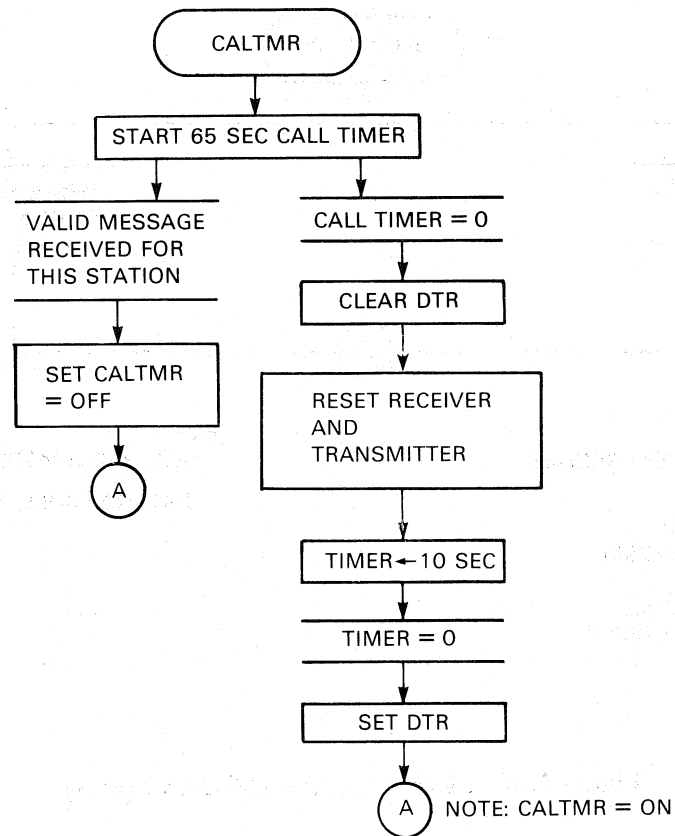 CALTMR
START 65 SEC CALL TIMER
VALID MESSAGE
RECEIVED FOR
THIS STATION
SET CALTMR
= OFF
A
CALL TIMER = 0
CLEAR DTR
RESET RECEIVER
AND
TRANSMITTER
TIMER←10 SEC
TIMER = 0
SET DTR
A
NOTE: CALTMR = ON